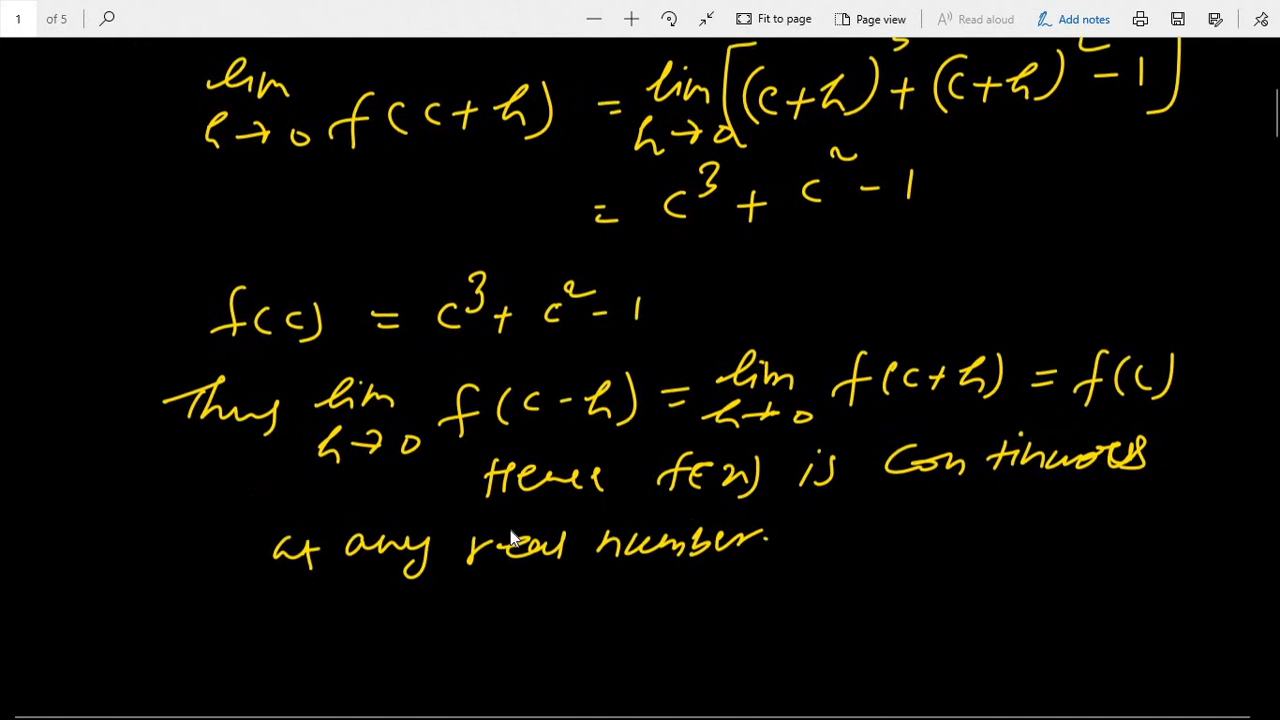 1 of 5 Fit to page Page view Read aloud Add notes
lim h→0 f(c+h) = lim h→0 [(c+h)³ + (c+h)² - 1]
= c³ + c² - 1
f(c) = c³ + c² - 1
Thus lim h→0 f(c-h) = lim h→0 f(c+h) = f(c)
Hence f(x) is continuous
at any real number.